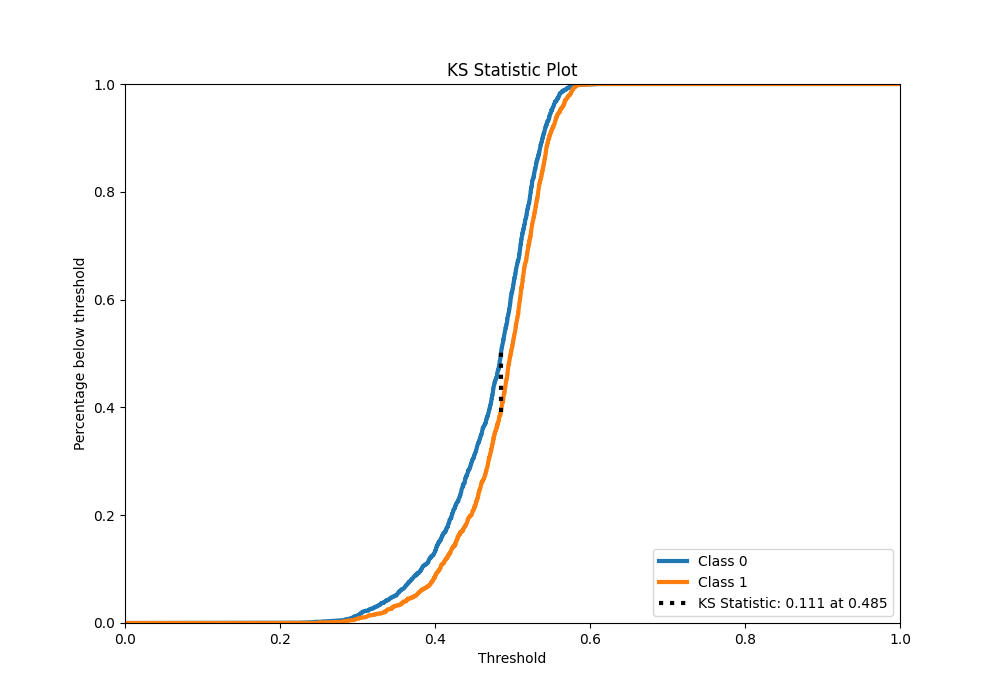 KS Statistic Plot
1.0
0.8
0.6
0.4
0.2
0.0
Percentage below threshold
0.0 0.2 0.4 0.6 0.8 1.0
Threshold
Class 0
Class 1
KS Statistic: 0.111 at 0.485